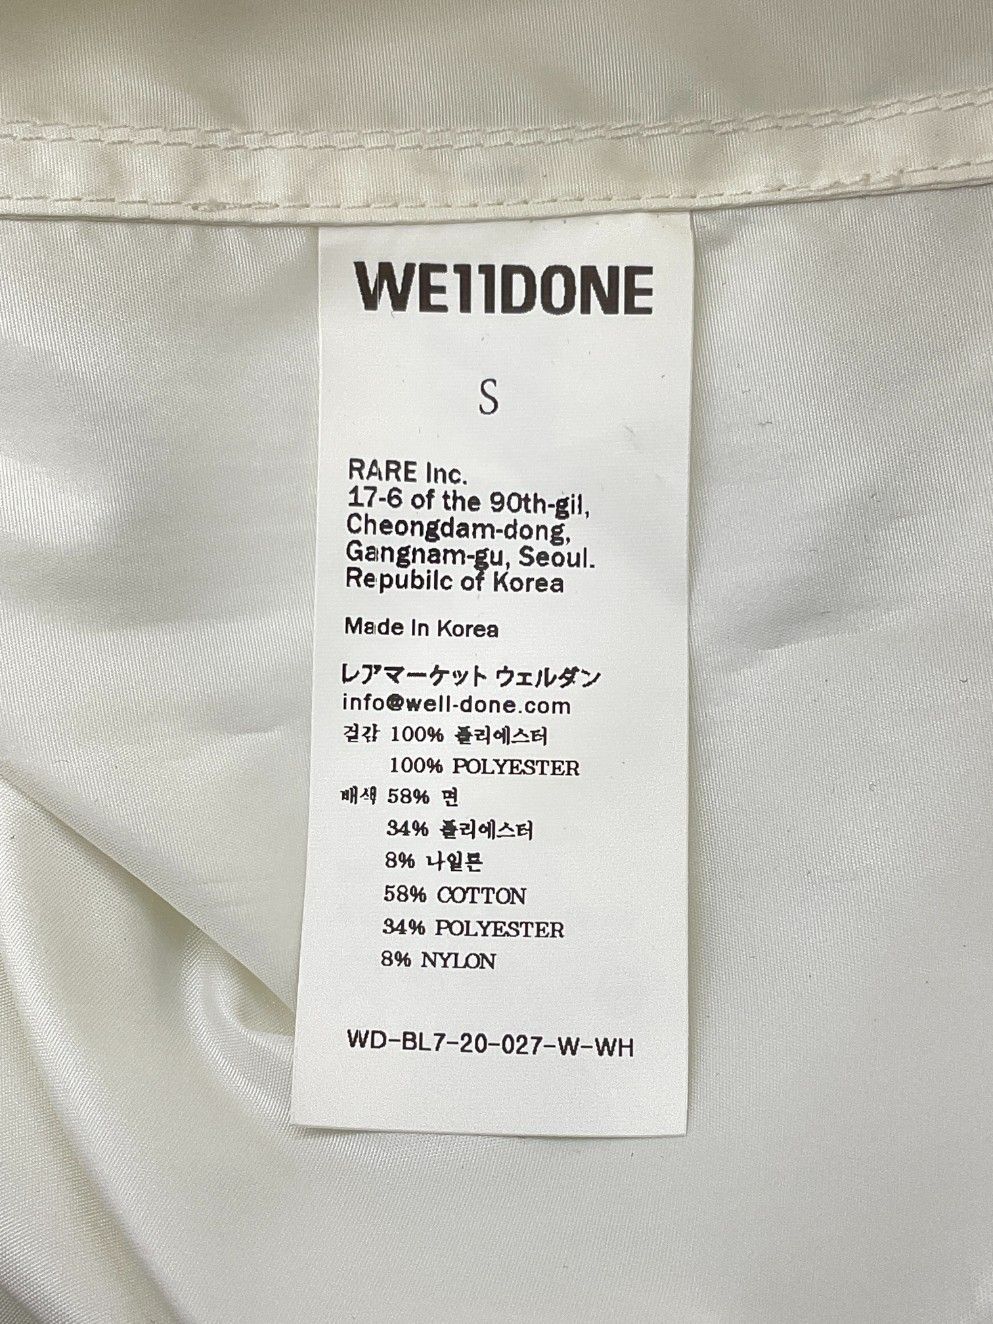 WE11DONE
S
RARE Inc.
17-6 of the 90th-gil,
Cheongdam-dong,
Gangnam-gu, Seoul.
Repubilc of Korea
Made In Korea
レアマーケット ウェルダン
info@well-done.com
겉감 100% 폴리에스터
100% POLYESTER
배색 58% 면
34% 폴리에스터
8% 나일론
58% COTTON
34% POLYESTER
8% NYLON
WD-BL7-20-027-W-WH